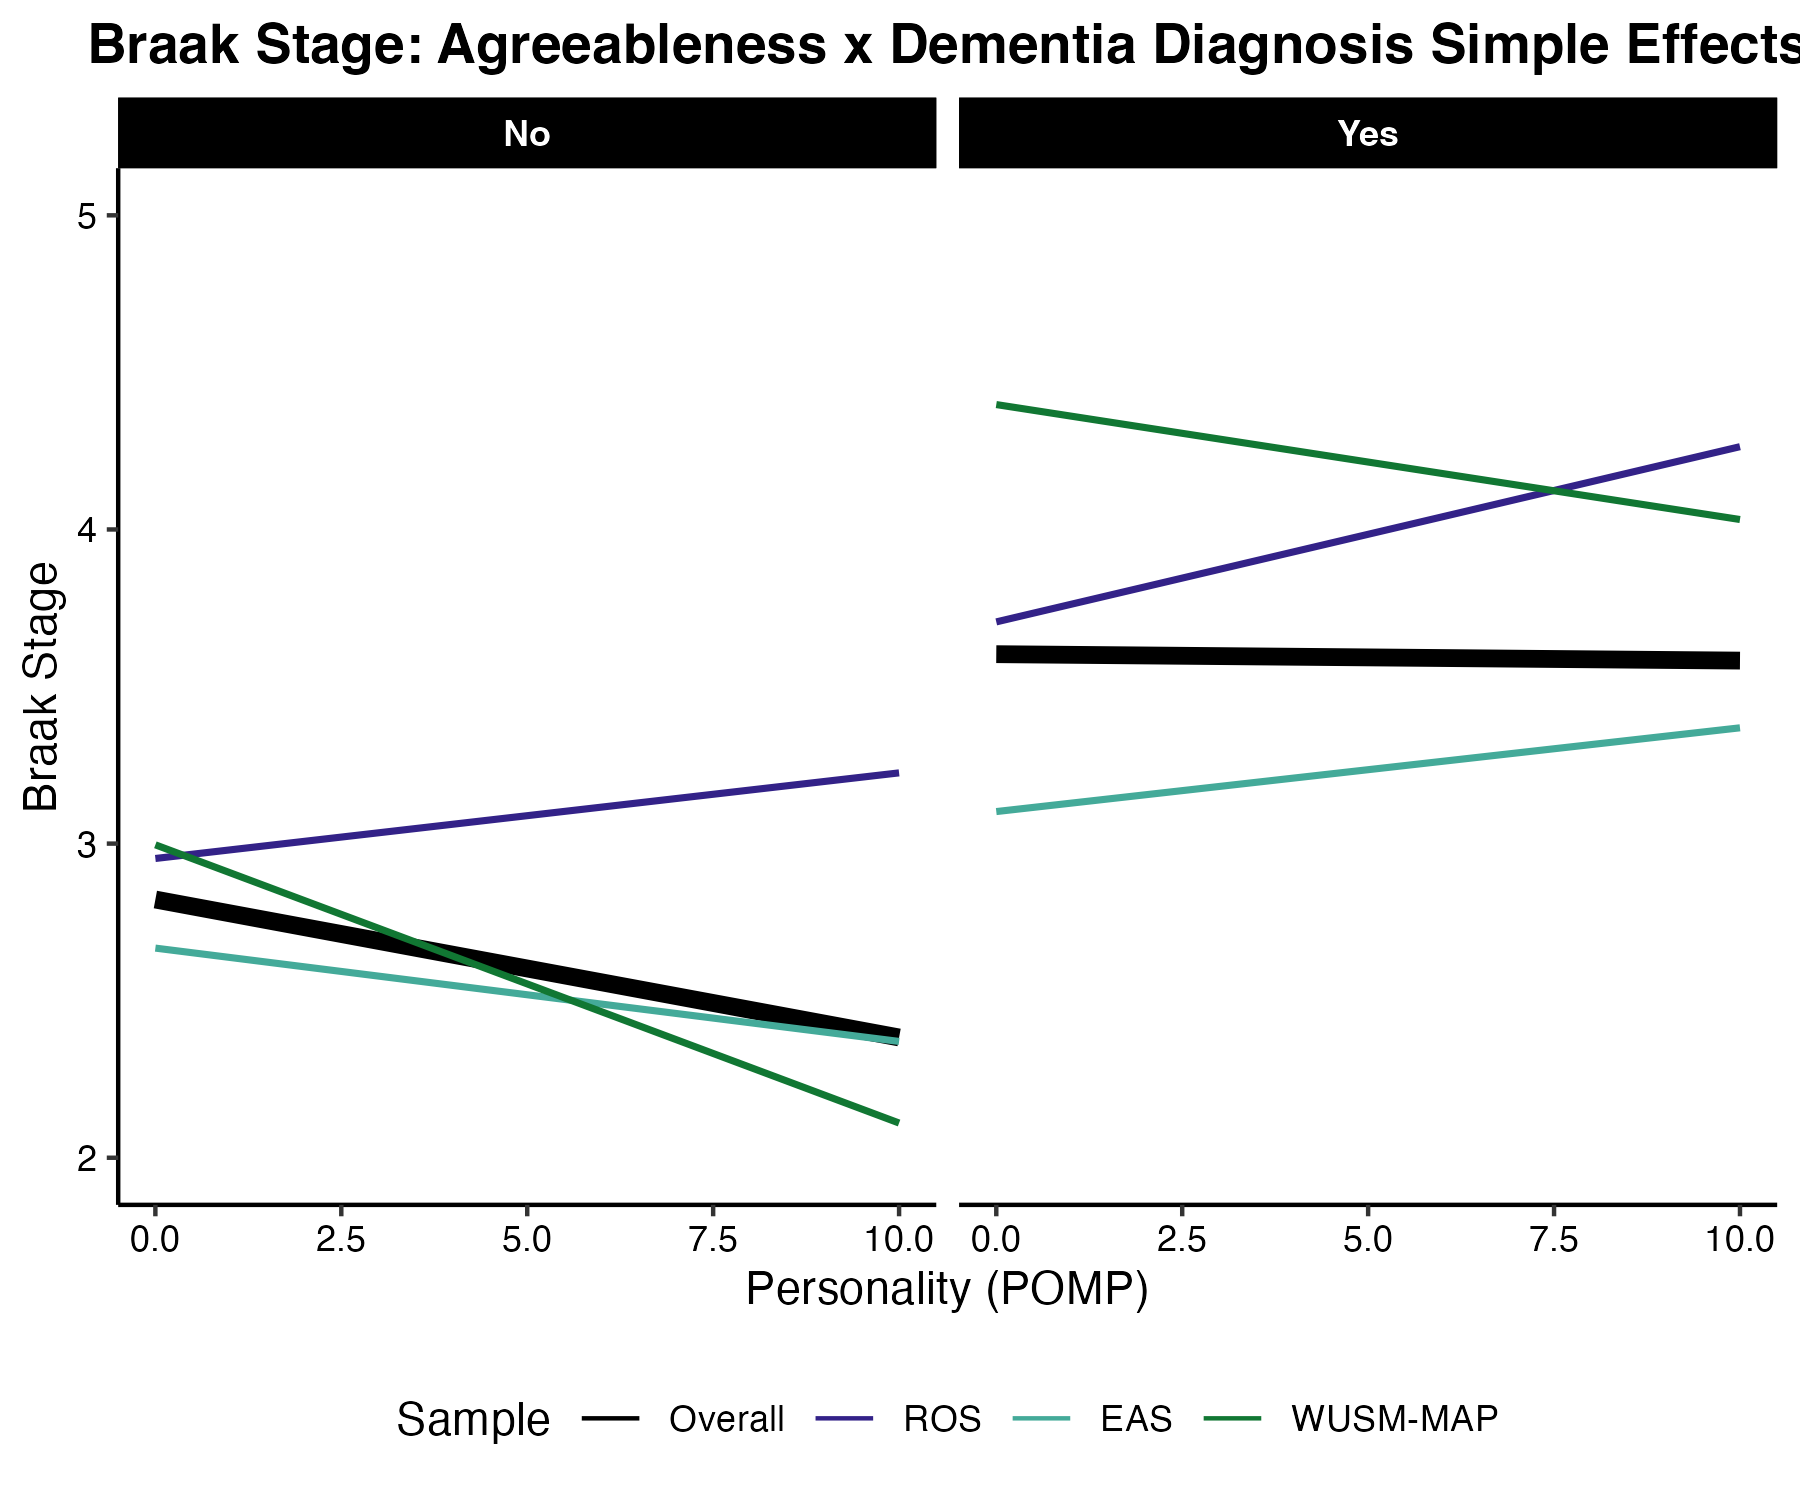 Braak Stage: Agreeableness x Dementia Diagnosis Simple Effects
No
Yes
Braak Stage
5
4
3
2
0.0 2.5 5.0 7.5 10.0
0.0 2.5 5.0 7.5 10.0
Personality (POMP)
Sample Overall ROS EAS WUSM-MAP